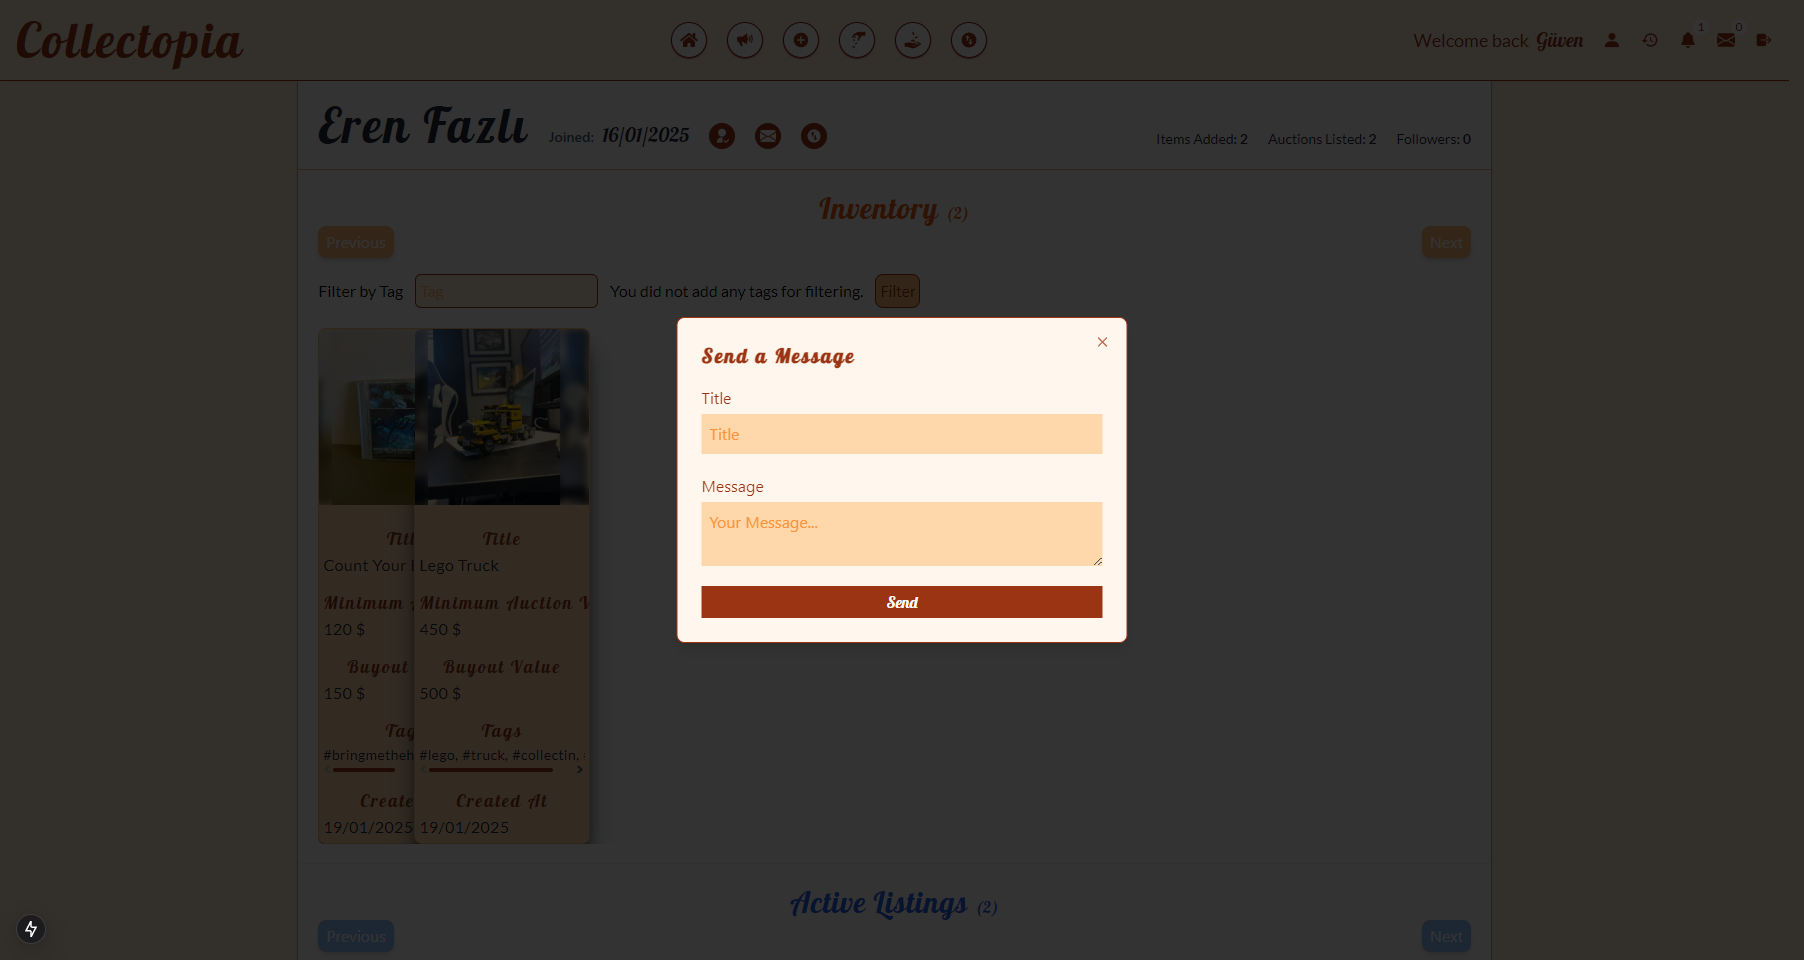 Collectopia
Welcome back Güven
1
0
Eren Fazlı
Joined: 16/01/2025
Items Added: 2
Auctions Listed: 2
Followers: 0
Inventory (2)
Previous
Next
Filter by Tag
Tag
You did not add any tags for filtering.
Filter
Send a Message
Title
Title
Message
Your Message...
Send
Title
Count Your
Lego Truck
Minimum
Minimum Auction
120 $
450 $
Buyout
Buyout Value
150 $
500 $
Tags
#bringmetheh
#lego, #truck, #collectin,
Created At
19/01/2025
19/01/2025
Active Listings (2)
Previous
Next